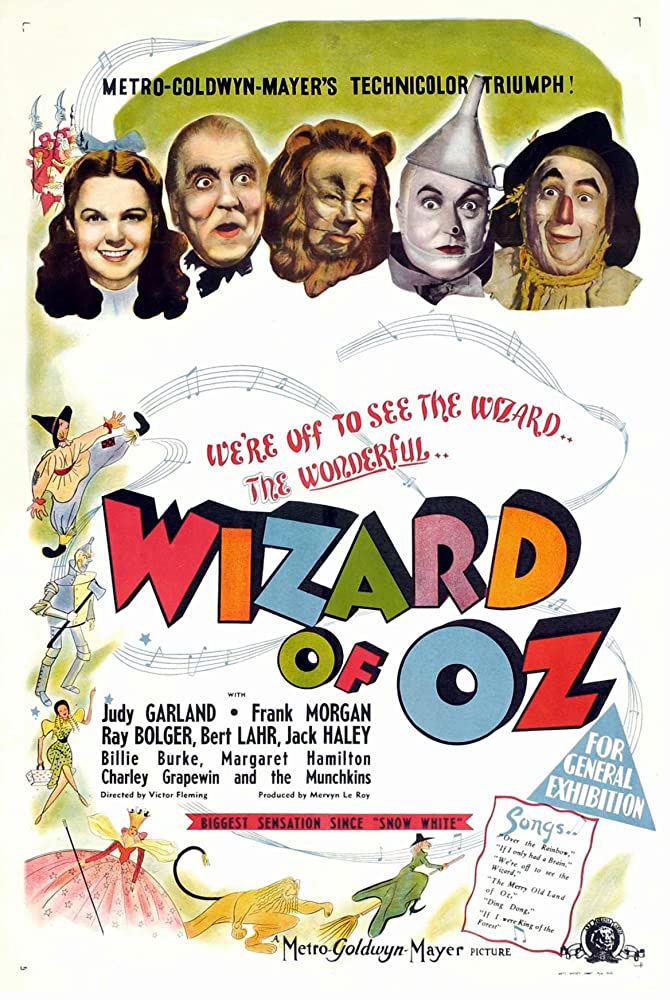 METRO-GOLDWYN-MAYER'S TECHNICOLOR TRIUMPH!
WE'RE OFF TO SEE THE WIZARD..
THE WONDERFUL..
WIZARD
OF OZ
WITH
Judy GARLAND • Frank MORGAN
Ray BOLGER, Bert LAHR, Jack HALEY
Billie Burke, Margaret Hamilton
Charley Grapewin and the Munchkins
Directed by Victor Fleming Produced by Mervyn Le Roy
BIGGEST SENSATION SINCE "SNOW WHITE"
FOR
GENERAL
EXHIBITION
Songs..
"Over the Rainbow,"
"If I only had a Brain,"
"We're off to see the
Wizard,"
"The Merry Old Land
of Oz,"
"Ding Dong,"
"If I were King of the
Forest"
A Metro-Goldwyn-Mayer PICTURE